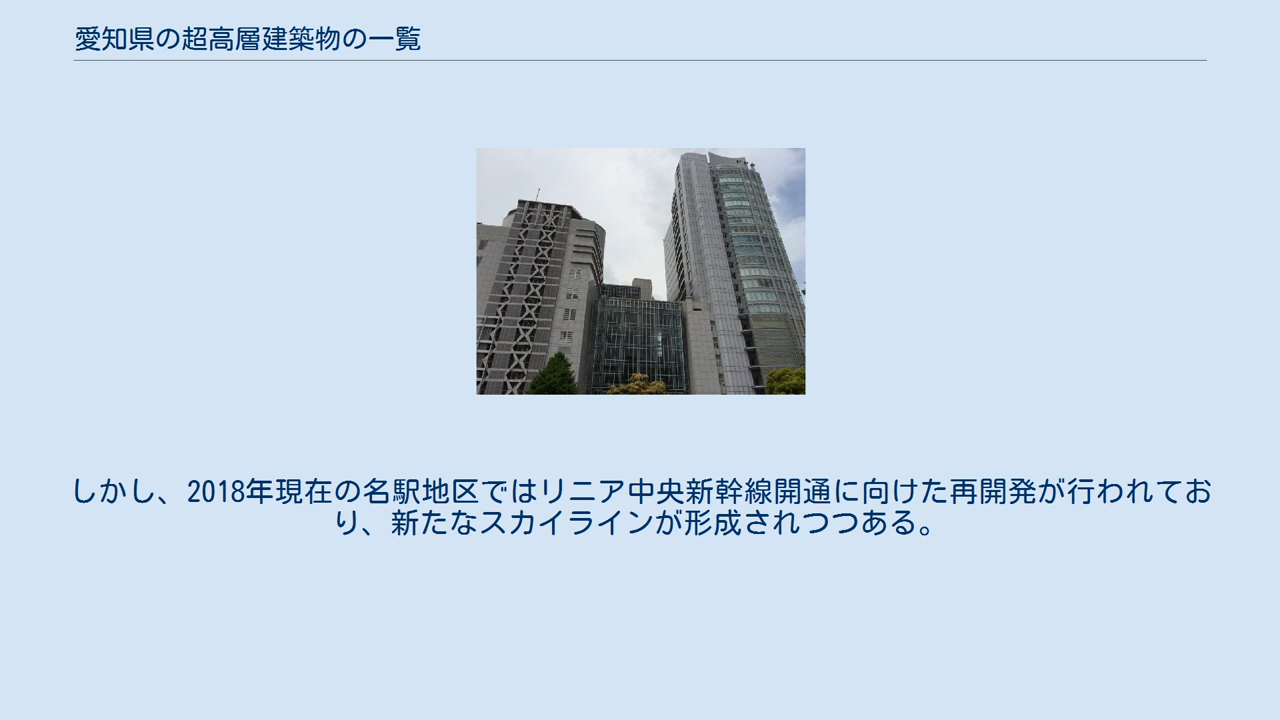 愛知県の超高層建築物の一覧
しかし、2018年現在の名駅地区ではリニア中央新幹線開通に向けた再開発が行われてお
り、新たなスカイラインが形成されつつある。